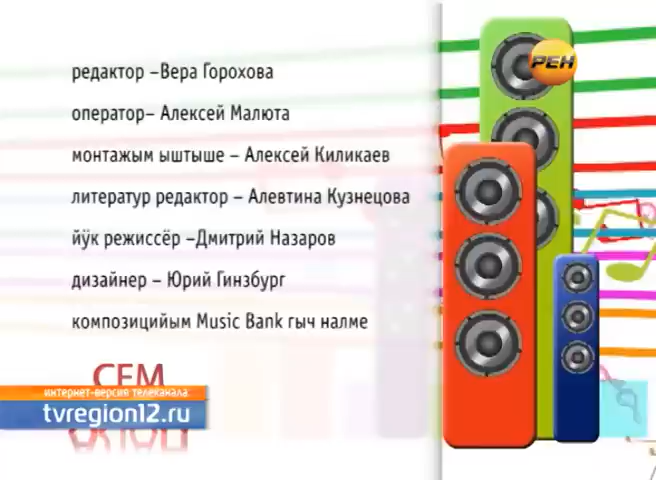 РЕН
редактор –Вера Горохова
оператор– Алексей Малюта
монтажым ыштыше – Алексей Киликаев
литератур редактор – Алевтина Кузнецова
йӱк режиссёр –Дмитрий Назаров
дизайнер – Юрий Гинзбург
композицийым Music Bank гыч налме
СЕМ
интернет-версия телеканала:
tvregion12.ru